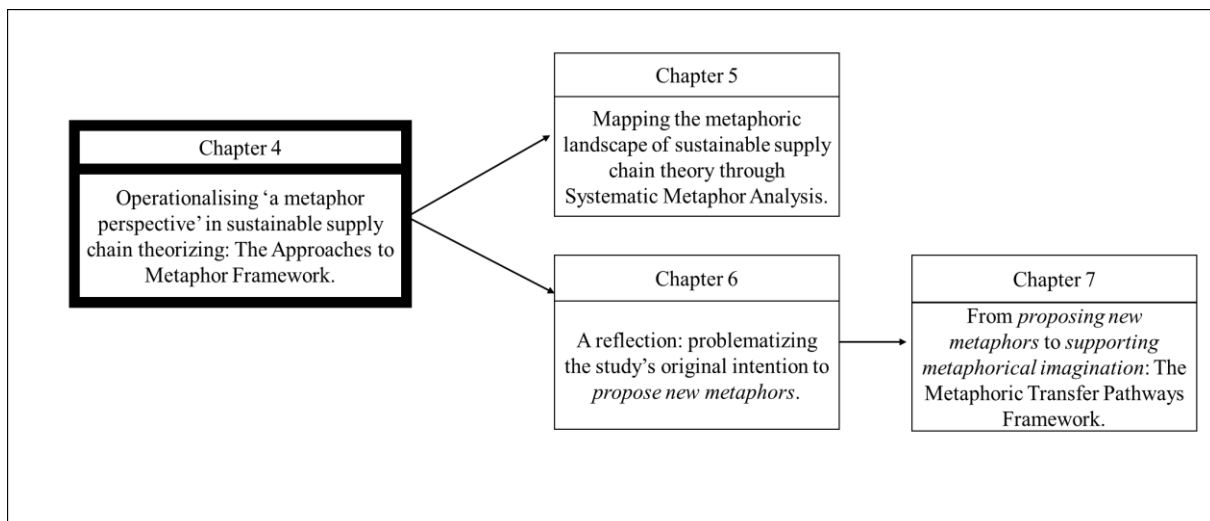 Chapter 4
Operationalising ‘a metaphor
perspective’ in sustainable supply
chain theorizing: The Approaches to
Metaphor Framework.
Chapter 5
Mapping the metaphoric
landscape of sustainable supply
chain theory through
Systematic Metaphor Analysis.
Chapter 6
A reflection: problematizing
the study’s original intention to
propose new metaphors.
Chapter 7
From proposing new
metaphors to supporting
metaphorical imagination: The
Metaphoric Transfer Pathways
Framework.